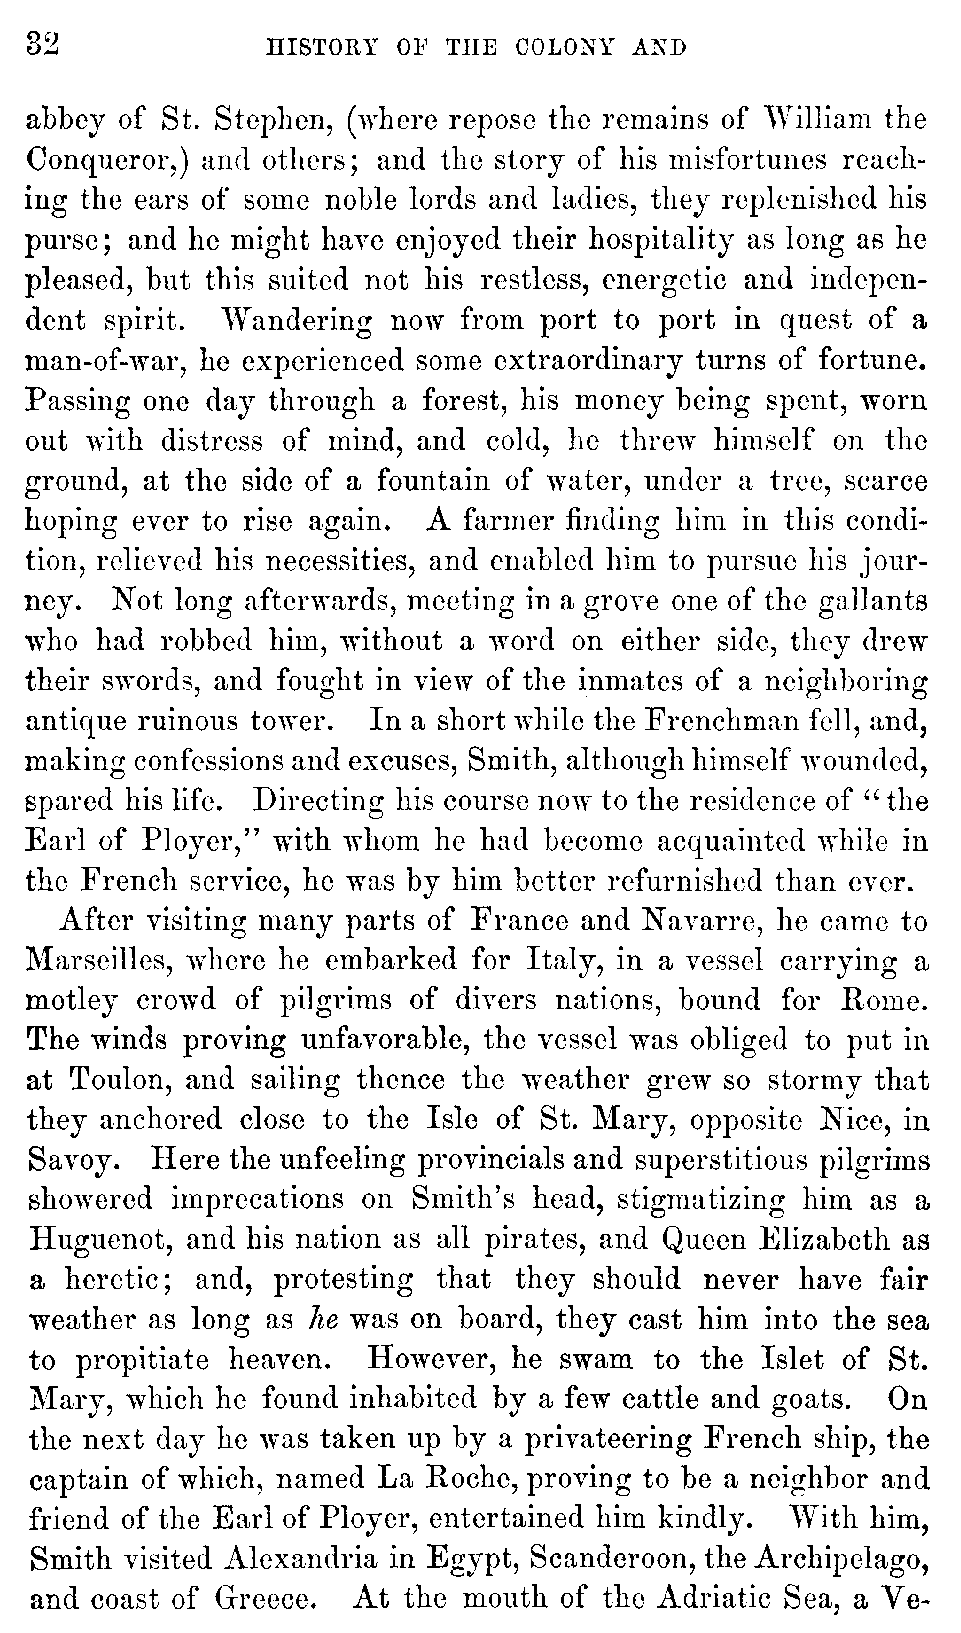 32 HISTORY OF THE COLONY AND
abbey of St. Stephen, (where repose the remains of William the
Conqueror,) and others; and the story of his misfortunes reach-
ing the ears of some noble lords and ladies, they replenished his
purse; and he might have enjoyed their hospitality as long as he
pleased, but this suited not his restless, energetic and indepen-
dent spirit. Wandering now from port to port in quest of a
man-of-war, he experienced some extraordinary turns of fortune.
Passing one day through a forest, his money being spent, worn
out with distress of mind, and cold, he threw himself on the
ground, at the side of a fountain of water, under a tree, scarce
hoping ever to rise again. A farmer finding him in this condi-
tion, relieved his necessities, and enabled him to pursue his jour-
ney. Not long afterwards, meeting in a grove one of the gallants
who had robbed him, without a word on either side, they drew
their swords, and fought in view of the inmates of a neighboring
antique ruinous tower. In a short while the Frenchman fell, and,
making confessions and excuses, Smith, although himself wounded,
spared his life. Directing his course now to the residence of "the
Earl of Ployer," with whom he had become acquainted while in
the French service, he was by him better refurnished than ever.
After visiting many parts of France and Navarre, he came to
Marseilles, where he embarked for Italy, in a vessel carrying a
motley crowd of pilgrims of divers nations, bound for Rome.
The winds proving unfavorable, the vessel was obliged to put in
at Toulon, and sailing thence the weather grew so stormy that
they anchored close to the Isle of St. Mary, opposite Nice, in
Savoy. Here the unfeeling provincials and superstitious pilgrims
showered imprecations on Smith's head, stigmatizing him as a
Huguenot, and his nation as all pirates, and Queen Elizabeth as
a heretic; and, protesting that they should never have fair
weather as long as he was on board, they cast him into the sea
to propitiate heaven. However, he swam to the Islet of St.
Mary, which he found inhabited by a few cattle and goats. On
the next day he was taken up by a privateering French ship, the
captain of which, named La Roche, proving to be a neighbor and
friend of the Earl of Ployer, entertained him kindly. With him,
Smith visited Alexandria in Egypt, Scanderoon, the Archipelago,
and coast of Greece. At the mouth of the Adriatic Sea, a Ve-